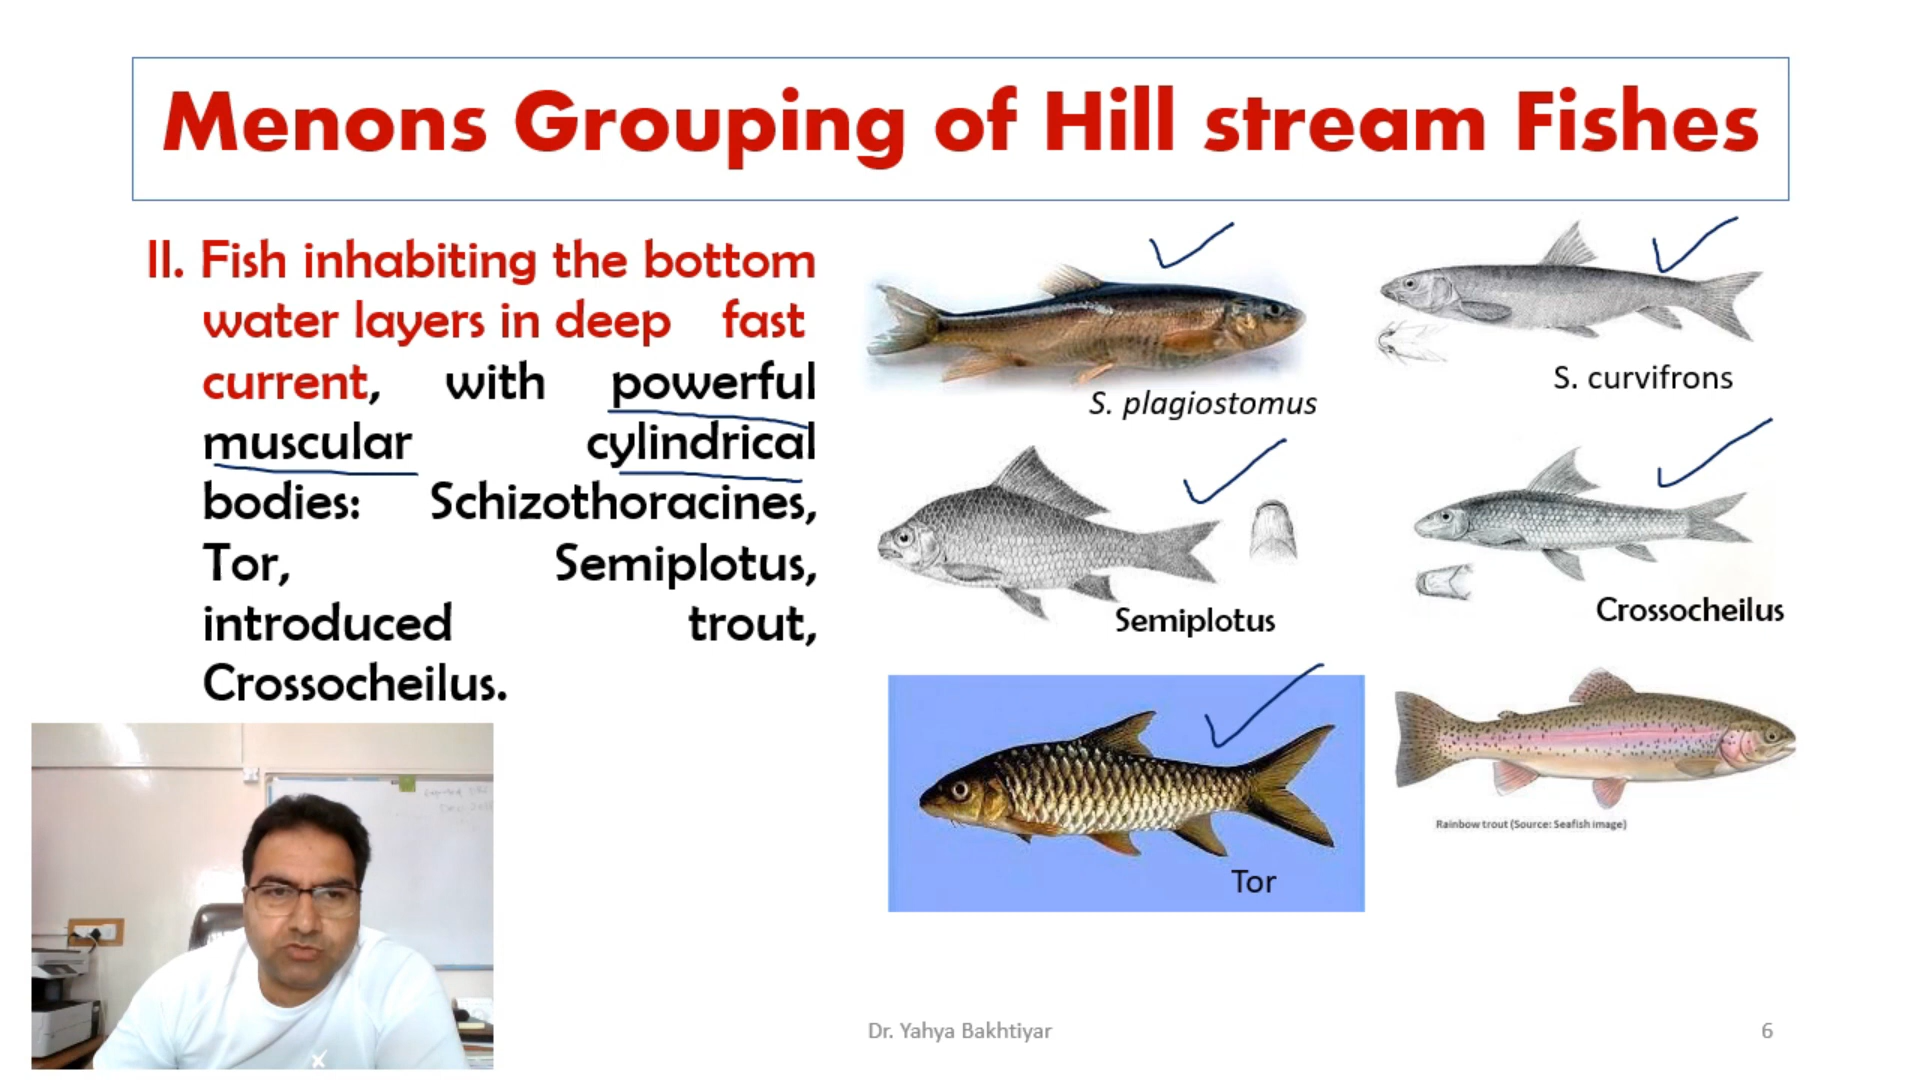 Menons Grouping of Hill stream Fishes
II. Fish inhabiting the bottom
water layers in deep fast
current, with powerful
muscular cylindrical
bodies: Schizothoracines,
Tor, Semiplotus,
introduced trout,
Crossocheilus.
S. plagiostomus
S. curvifrons
Semiplotus
Crossocheilus
Tor
Rainbow trout (Source: Seafish image)
Dr. Yahya Bakhtiyar
6